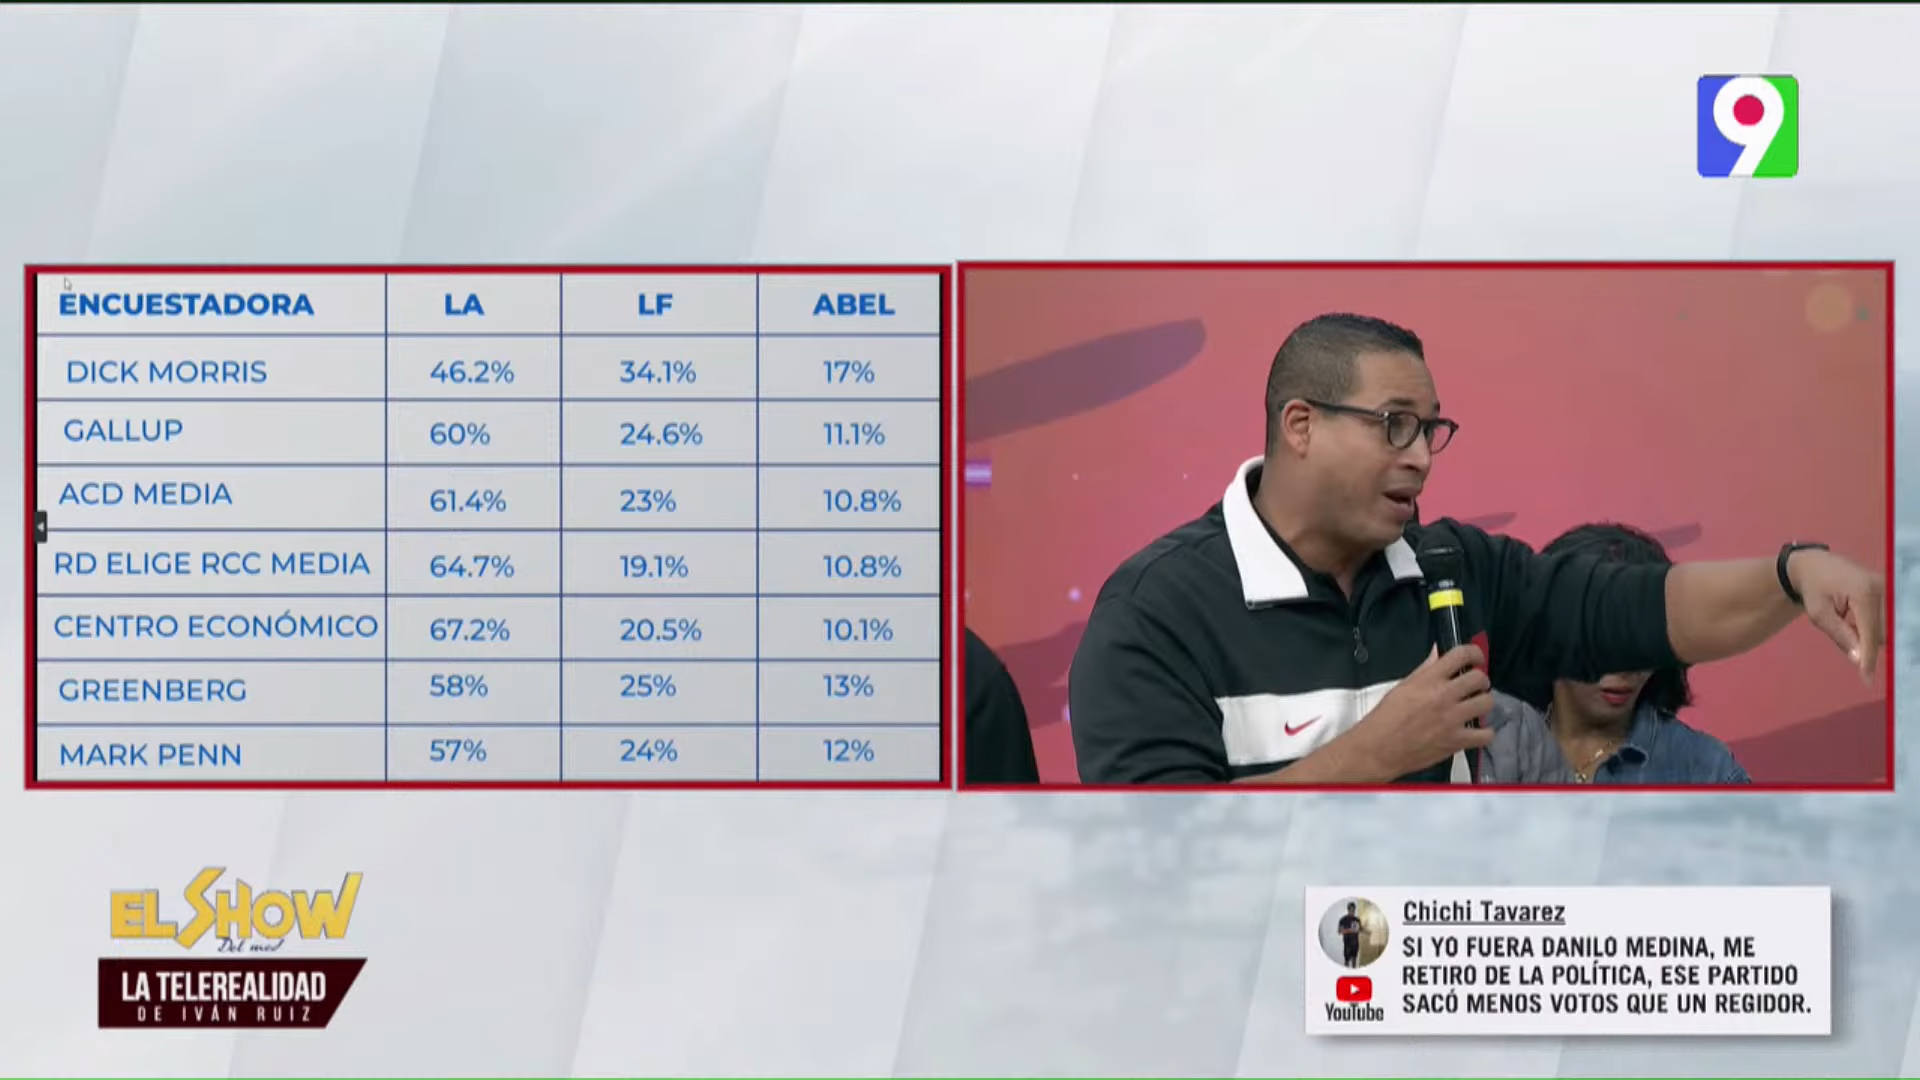 9
ENCUESTADORA LA LF ABEL
DICK MORRIS 46.2% 34.1% 17%
GALLUP 60% 24.6% 11.1%
ACD MEDIA 61.4% 23% 10.8%
RD ELIGE RCC MEDIA 64.7% 19.1% 10.8%
CENTRO ECONÓMICO 67.2% 20.5% 10.1%
GREENBERG 58% 25% 13%
MARK PENN 57% 24% 12%
EL SHOW
Del
LA TELEREALIDAD
DE IVÁN RUIZ
Chichi Tavarez
SI YO FUERA DANILO MEDINA, ME
RETIRO DE LA POLÍTICA, ESE PARTIDO
SACÓ MENOS VOTOS QUE UN REGIDOR.
YouTube